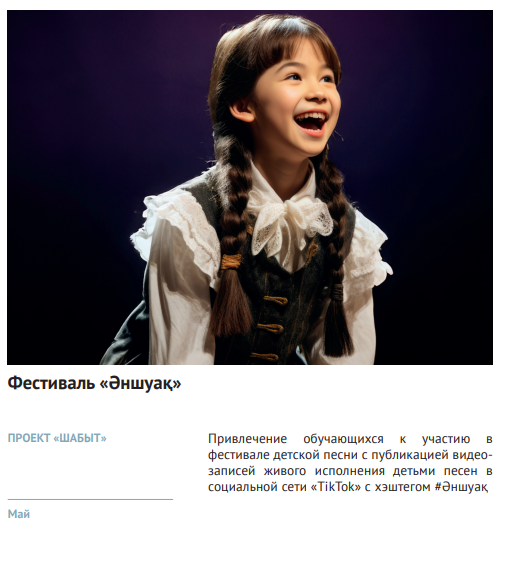 Фестиваль «Әншуақ»
ПРОЕКТ «ШАБЫТ»
Май
Привлечение обучающихся к участию в
фестивале детской песни с публикацией видео-
записей живого исполнения детьми песен в
социальной сети «TikTok» с хэштегом #Әншуақ